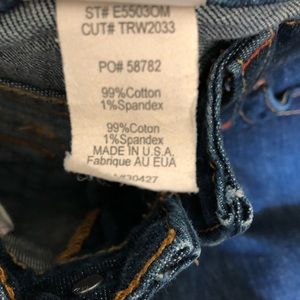 ST# E5503OM
CUT# TRW2033
PO# 58782
99%Cotton
1%Spandex
99%Coton
1%Spandex
MADE IN U.S.A.
Fabrique AU EUA